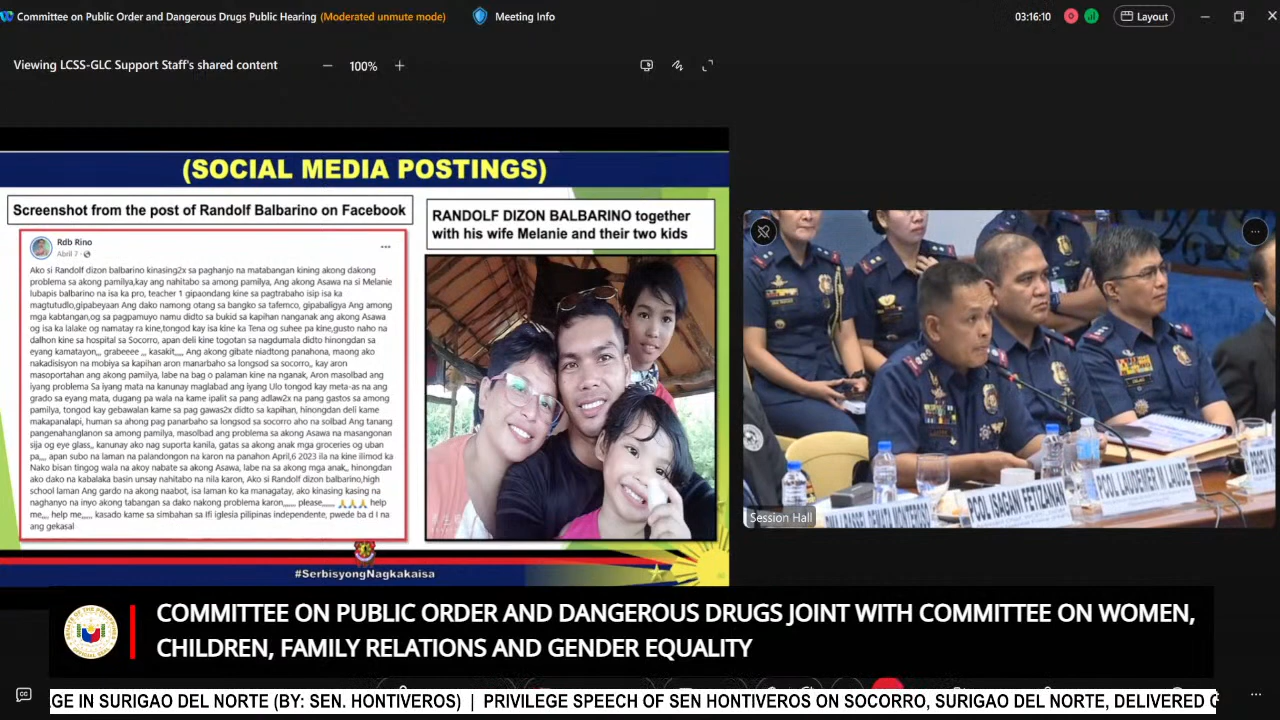 Committee on Public Order and Dangerous Drugs Public Hearing (Moderated unmute mode)
Meeting Info
03:16:10
Layout
Viewing LCSS-GLC Support Staff's shared content
100%
(SOCIAL MEDIA POSTINGS)
Screenshot from the post of Randolf Balbarino on Facebook
Rdb Rino
Abril 7
Ako si Randolf dizon balbarino kinasing2x sa paghanjo na matabangan kining akong dakong
problema sa akong pamilya,kay ang nahitabo sa among pamilya, Ang akong Asawa na si Melanie
lubapis balbarino na isa ka pro, teacher 1 gipaondang kine sa pagtrabaho isip isa ka
magtutudlo,gipabeyaan Ang dako namong otang sa bangko sa tafemco, gipabaligya Ang among
mga kabtangan,og sa pagpamuyo namu didto sa bukid sa kapihan nanganak ang akong Asawa
og isa ka lalake og namatay ra kine,tongod kay isa kine ka Tena og suhee pa kine,gusto naho na
dalhon kine sa hospital sa Socorro, apan deli kine togotan sa nagdumala didto hinongdan sa
eyang kamatayon,,, grabeeee ,,, kasakit,,,, Ang akong gibate niadtong panahona, maong ako
nakadisisyon na mobiya sa kapihan aron manarbaho sa longsod sa socorro,, kay aron
masoportahan ang akong pamilya, labe na bag o palaman kine na nganak, Aron masolbad ang
iyang problema Sa iyang mata na kanunay maglabad ang iyang Ulo tongod kay meta-as na ang
grado sa eyang mata, dugang pa wala na kame ipalit sa pang adlaw2x na pang gastos sa among
pamilya, tongod kay gebawalan kame sa pag gawas2x didto sa kapihan, hinongdan deli kame
makapanalapi, human sa ahong pag panarbaho sa longsod sa socorro aho na solbad Ang tanang
pangenahanglanon sa among pamilya, masolbad ang problema sa akong Asawa na masangonan
sija og eye glass,, kanunay ako nag suporta kanila, gatas sa akong anak mga groceries og uban
pa,,,, apan subo na laman na palandongon na karon na panahon April,6 2023 ila na kine ilimod ka
Nako bisan tingog wala na akoy nabate sa akong Asawa, labe na sa akong mga anak,, hinongdan
ako dako na kabalaka basin unsay nahitabo na nila karon, Ako si Randolf dizon balbarino,high
school laman Ang gardo na akong naabot, isa laman ko ka managatay, ako kinasing kasing na
naghanyo na inyo akong tabangan sa dako nakong problema karon,,,,,,, please,,,,,,, 🙏🙏🙏 help
me,,,, help me,,,,, kasado kame sa simbahan sa Ifi iglesia pilipinas independente, pwede ba d I na
ang gekasal
RANDOLF DIZON BALBARINO together
with his wife Melanie and their two kids
#SerbisyongNagkakaisa
PCOL LAUDEMER V LAUDE
Session Hall
COMMITTEE ON PUBLIC ORDER AND DANGEROUS DRUGS JOINT WITH COMMITTEE ON WOMEN,
CHILDREN, FAMILY RELATIONS AND GENDER EQUALITY
GE IN SURIGAO DEL NORTE (BY: SEN. HONTIVEROS) | PRIVILEGE SPEECH OF SEN HONTIVEROS ON SOCORRO, SURIGAO DEL NORTE, DELIVERED